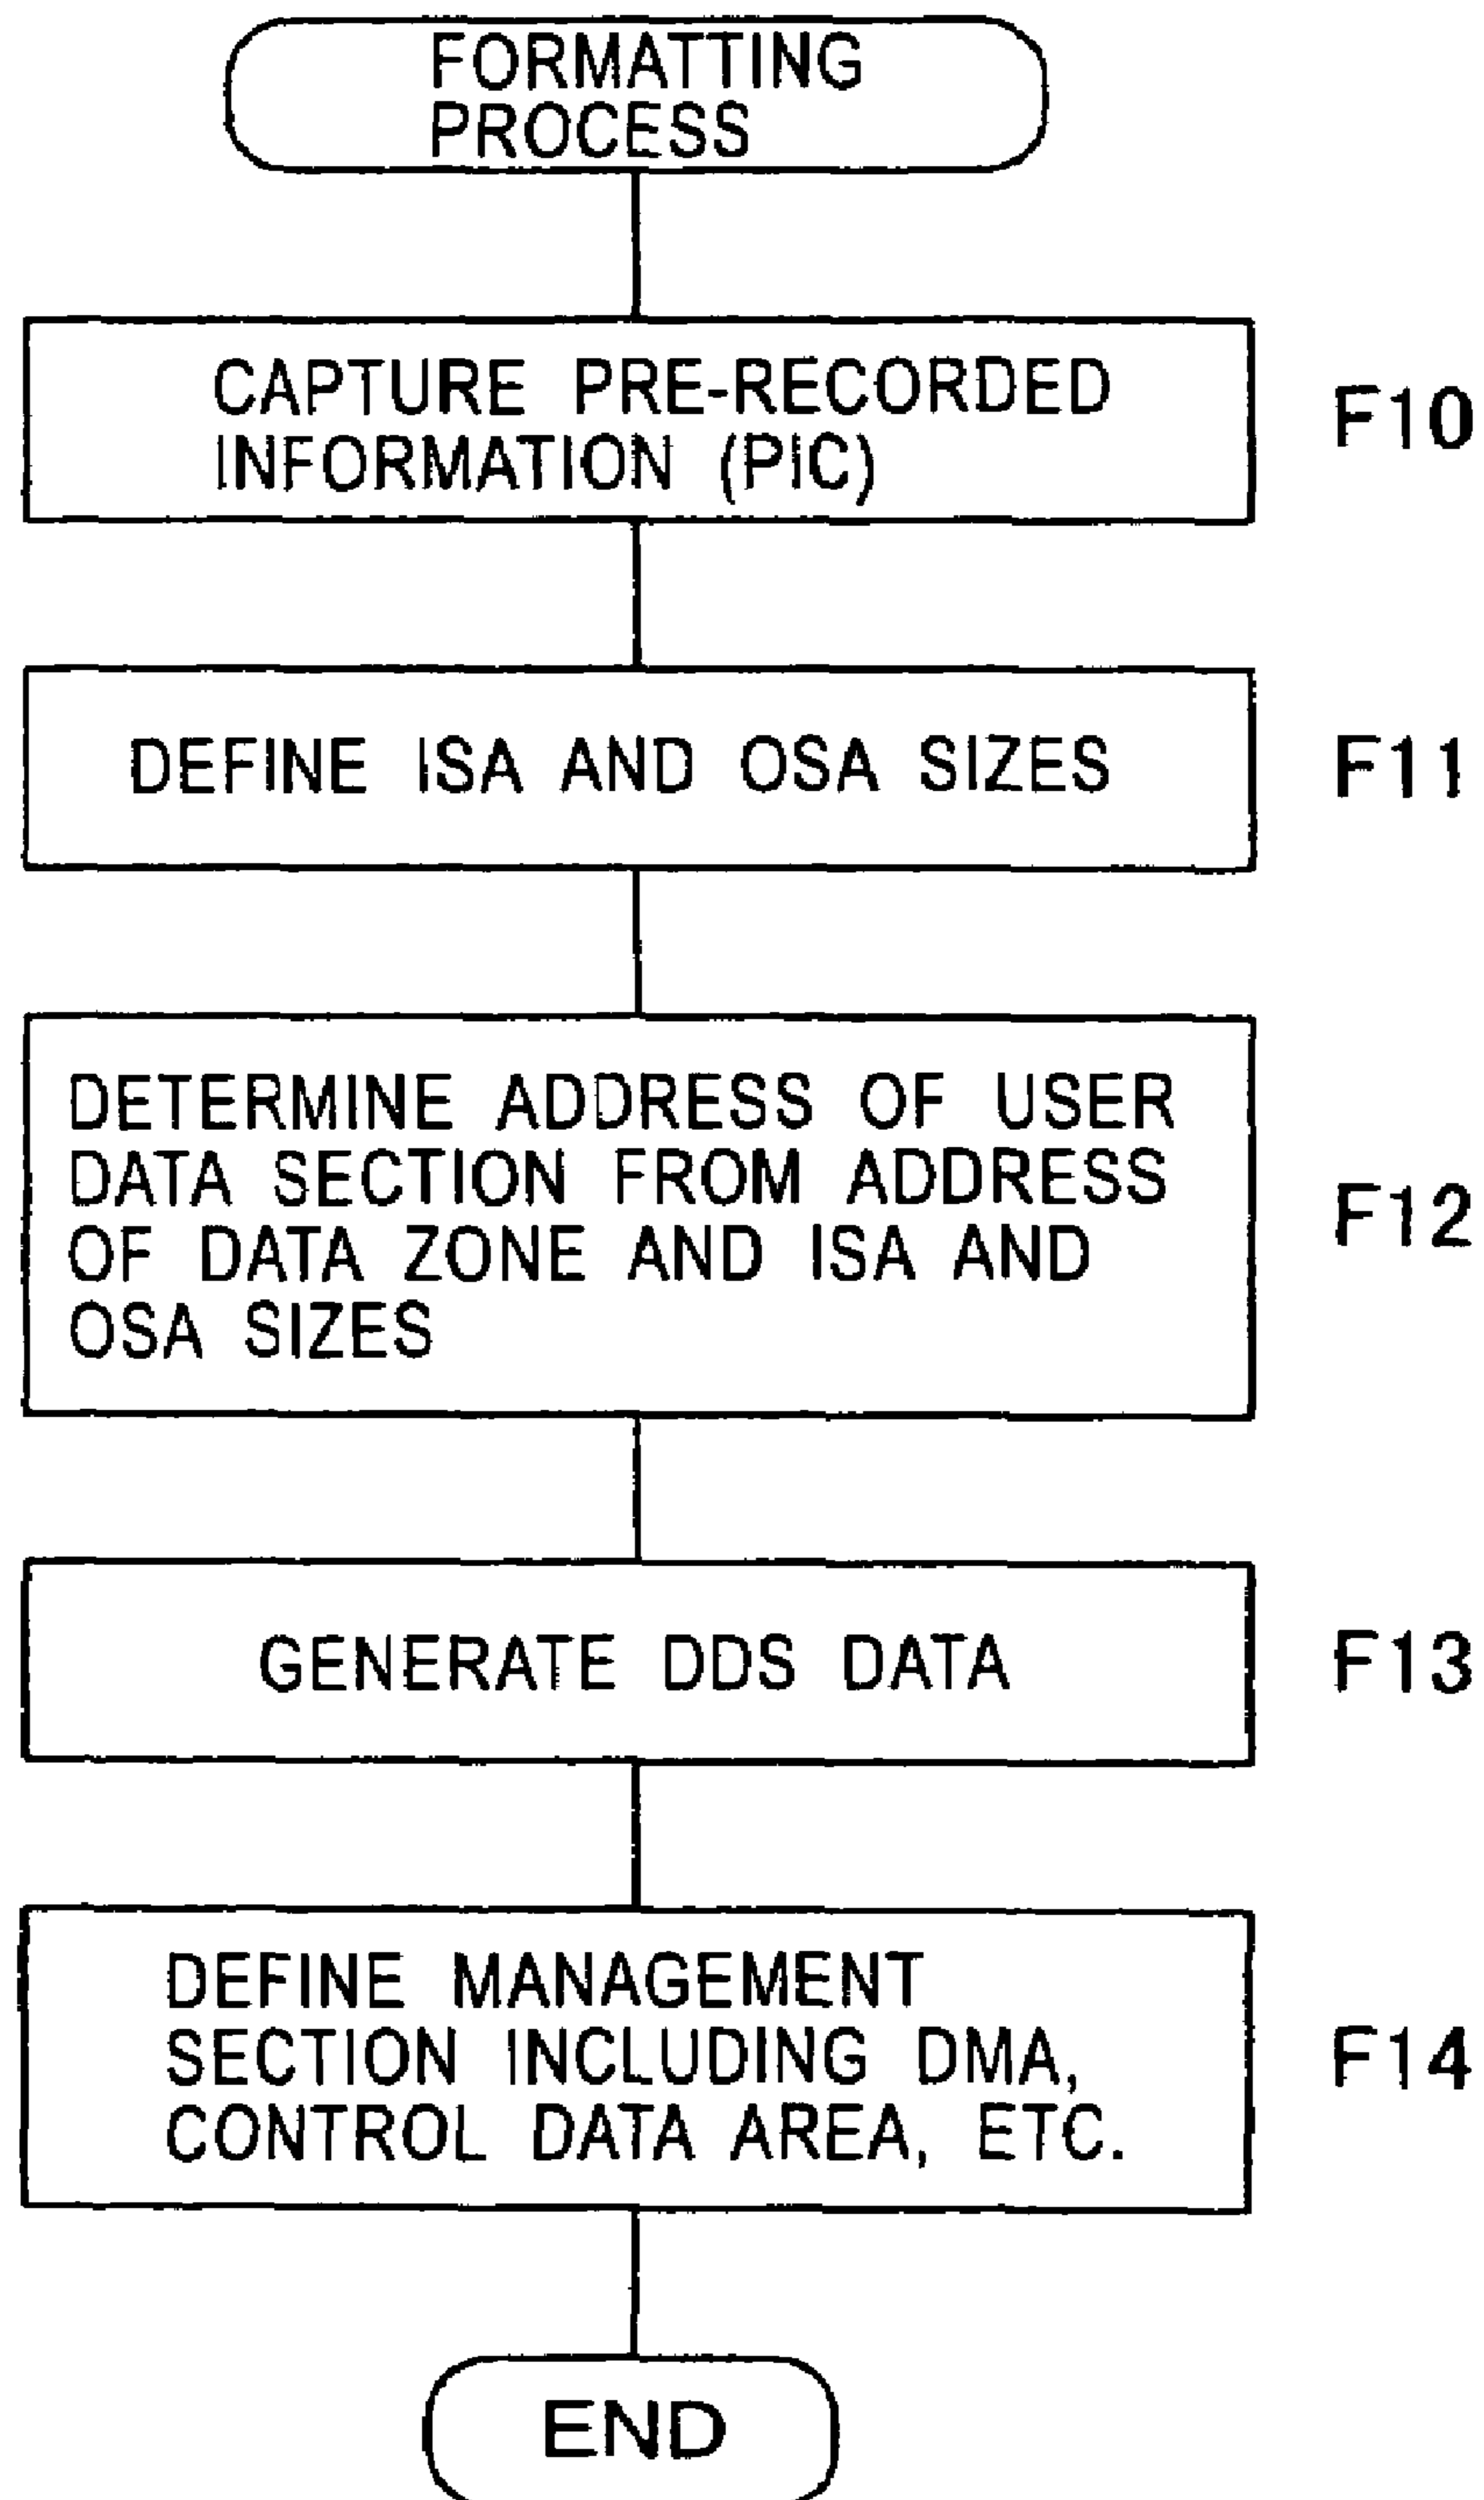 FORMATTING
PROCESS
CAPTURE PRE-RECORDED
INFORMATION (PIC)
F10
DEFINE ISA AND OSA SIZES
F11
DETERMINE ADDRESS OF USER
DATA SECTION FROM ADDRESS
OF DATA ZONE AND ISA AND
OSA SIZES
F12
GENERATE DDS DATA
F13
DEFINE MANAGEMENT
SECTION INCLUDING DMA,
CONTROL DATA AREA, ETC.
F14
END